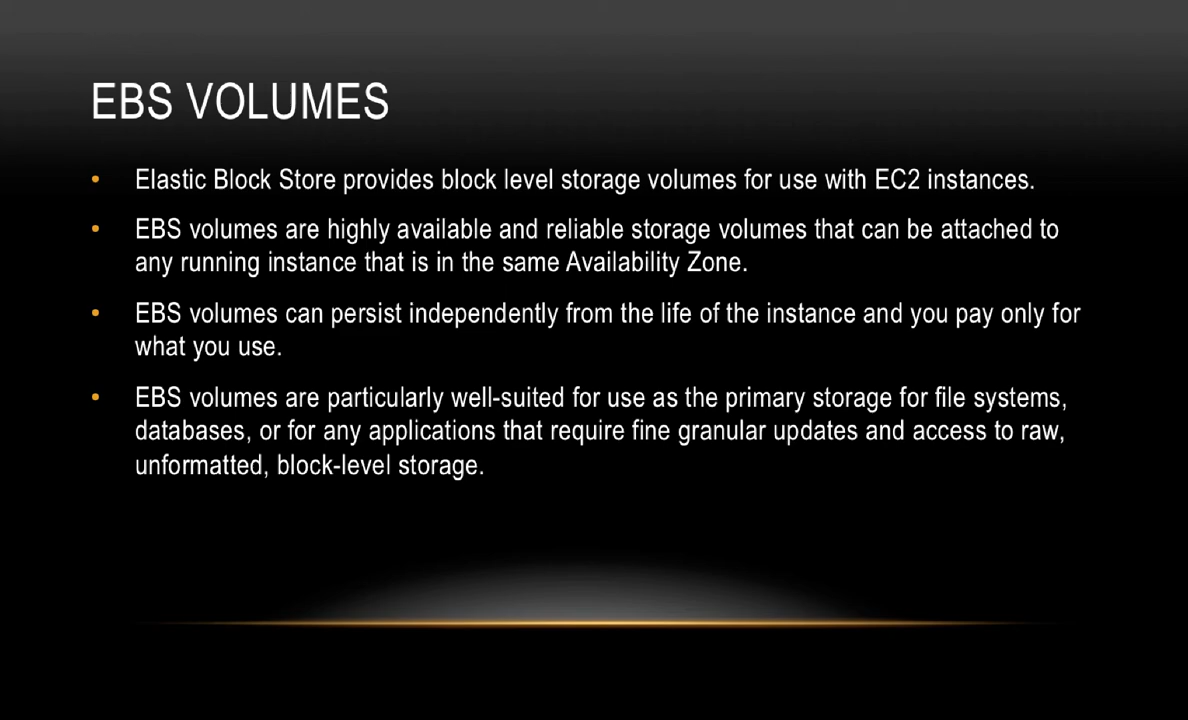 EBS VOLUMES
• Elastic Block Store provides block level storage volumes for use with EC2 instances.
• EBS volumes are highly available and reliable storage volumes that can be attached to
any running instance that is in the same Availability Zone.
• EBS volumes can persist independently from the life of the instance and you pay only for
what you use.
• EBS volumes are particularly well-suited for use as the primary storage for file systems,
databases, or for any applications that require fine granular updates and access to raw,
unformatted, block-level storage.